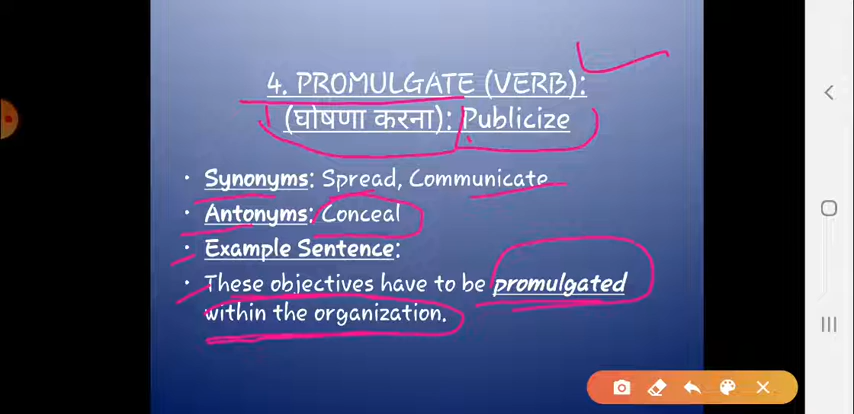 4. PROMULGATE (VERB):
(घोषणा करना): Publicize
• Synonyms: Spread, Communicate
• Antonyms: Conceal
• Example Sentence:
• These objectives have to be promulgated
within the organization.